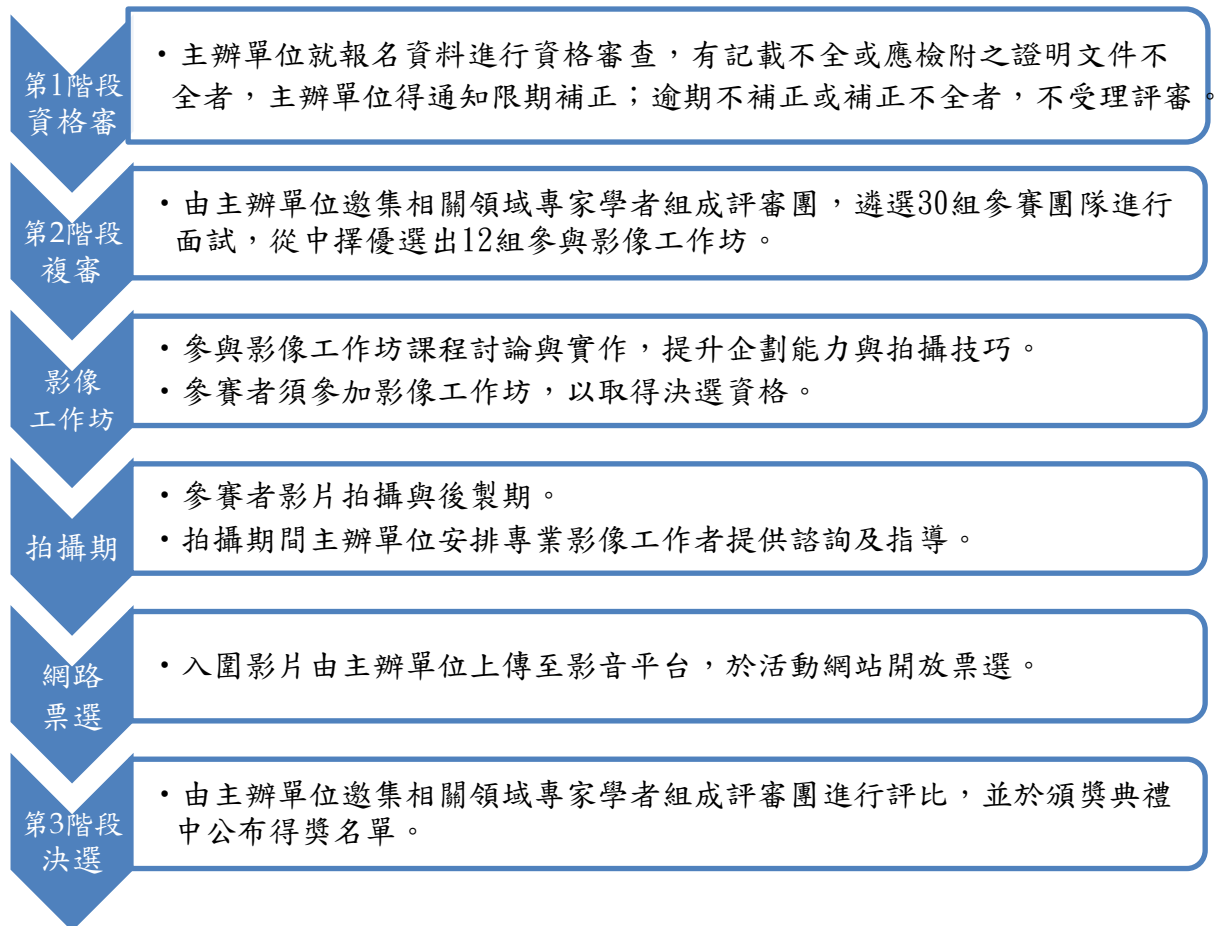 第1階段
資格審
・主辦單位就報名資料進行資格審查，有記載不全或應檢附之證明文件不
全者，主辦單位得通知限期補正；逾期不補正或補正不全者，不受理評審。
第2階段
複審
・由主辦單位邀集相關領域專家學者組成評審團，遴選30組參賽團隊進行
面試，從中擇優選出12組參與影像工作坊。
影像
工作坊
・參與影像工作坊課程討論與實作，提升企劃能力與拍攝技巧。
・參賽者須參加影像工作坊，以取得決選資格。
拍攝期
・參賽者影片拍攝與後製期。
・拍攝期間主辦單位安排專業影像工作者提供諮詢及指導。
網路
票選
・入圍影片由主辦單位上傳至影音平台，於活動網站開放票選。
第3階段
決選
・由主辦單位邀集相關領域專家學者組成評審團進行評比，並於頒獎典禮
中公布得獎名單。